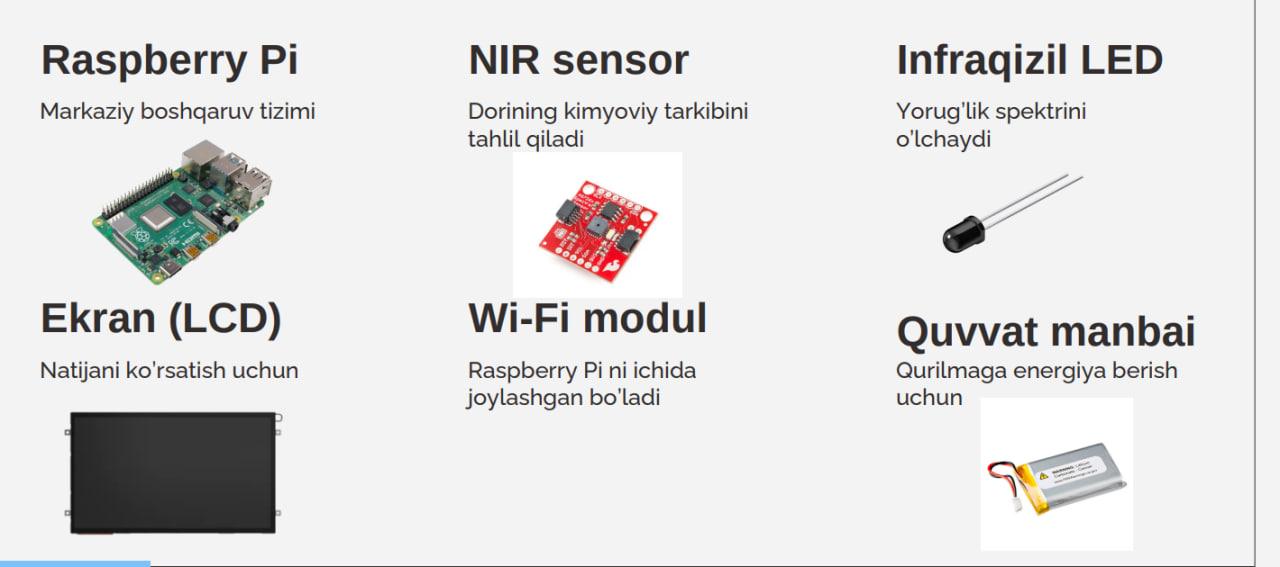 Raspberry Pi
Markaziy boshqaruv tizimi
NIR sensor
Dorining kimyoviy tarkibini
tahlil qiladi
Infraqizil LED
Yorug'lik spektrini
o'lchaydi
Ekran (LCD)
Natijani ko'rsatish uchun
Wi-Fi modul
Raspberry Pi ni ichida
joylashgan bo'ladi
Quvvat manbai
Qurilmaga energiya berish
uchun